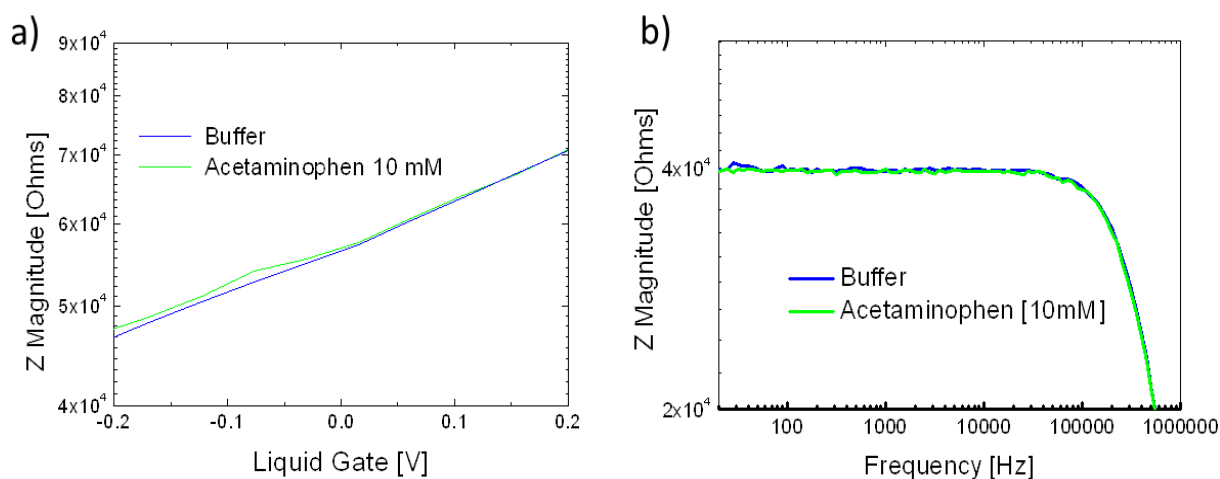 a)
9x10⁴
8x10⁴
7x10⁴
6x10⁴
5x10⁴
4x10⁴
Z Magnitude [Ohms]
Buffer
Acetaminophen 10 mM
-0.2
-0.1
0.0
0.1
0.2
Liquid Gate [V]
b)
4x10⁴
2x10⁴
Z Magnitude [Ohms]
Buffer
Acetaminophen [10mM]
100
1000
10000
100000
1000000
Frequency [Hz]